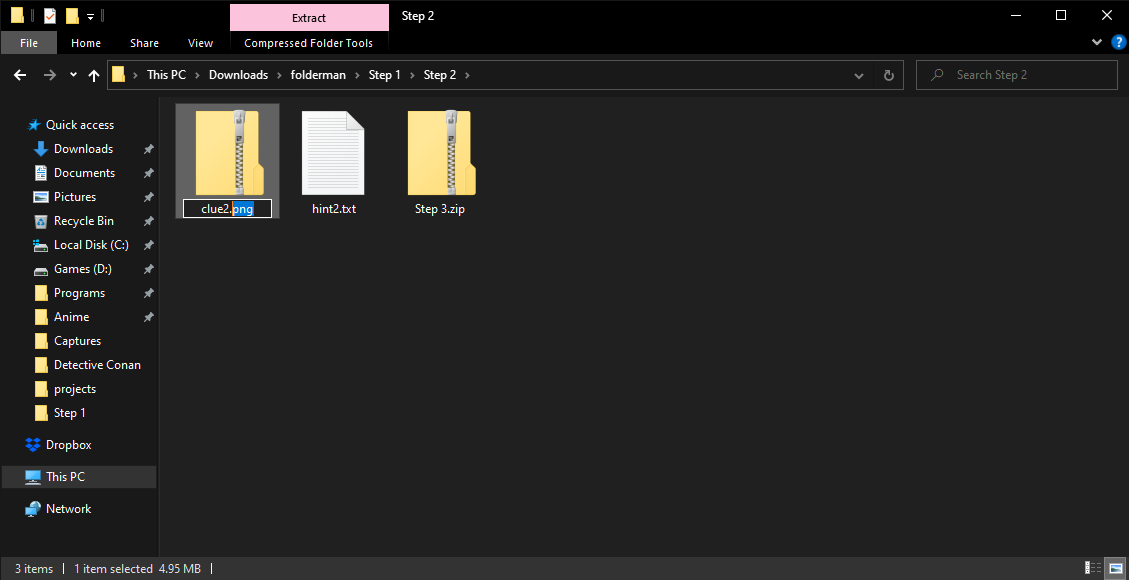 Extract
Step 2
File
Home
Share
View
Compressed Folder Tools
?
This PC
Downloads
folderman
Step 1
Step 2
Search Step 2
Quick access
Downloads
Documents
Pictures
Recycle Bin
Local Disk (C:)
Games (D:)
Programs
Anime
Captures
Detective Conan
projects
Step 1
Dropbox
This PC
Network
clue2.png
hint2.txt
Step 3.zip
3 items
1 item selected 4.95 MB